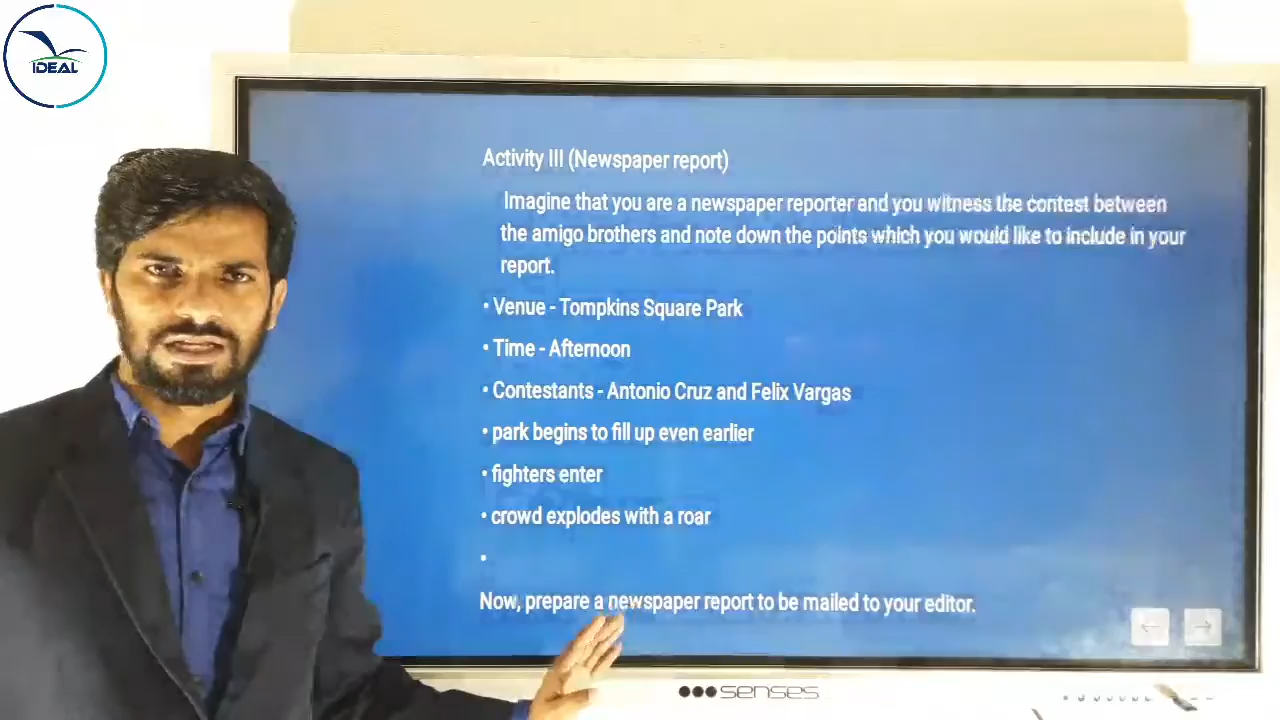 IDEAL
Activity III (Newspaper report)
Imagine that you are a newspaper reporter and you witness the contest between
the amigo brothers and note down the points which you would like to include in your
report.
• Venue - Tompkins Square Park
• Time - Afternoon
• Contestants - Antonio Cruz and Felix Vargas
• park begins to fill up even earlier
• fighters enter
• crowd explodes with a roar
•
Now, prepare a newspaper report to be mailed to your editor.
senses